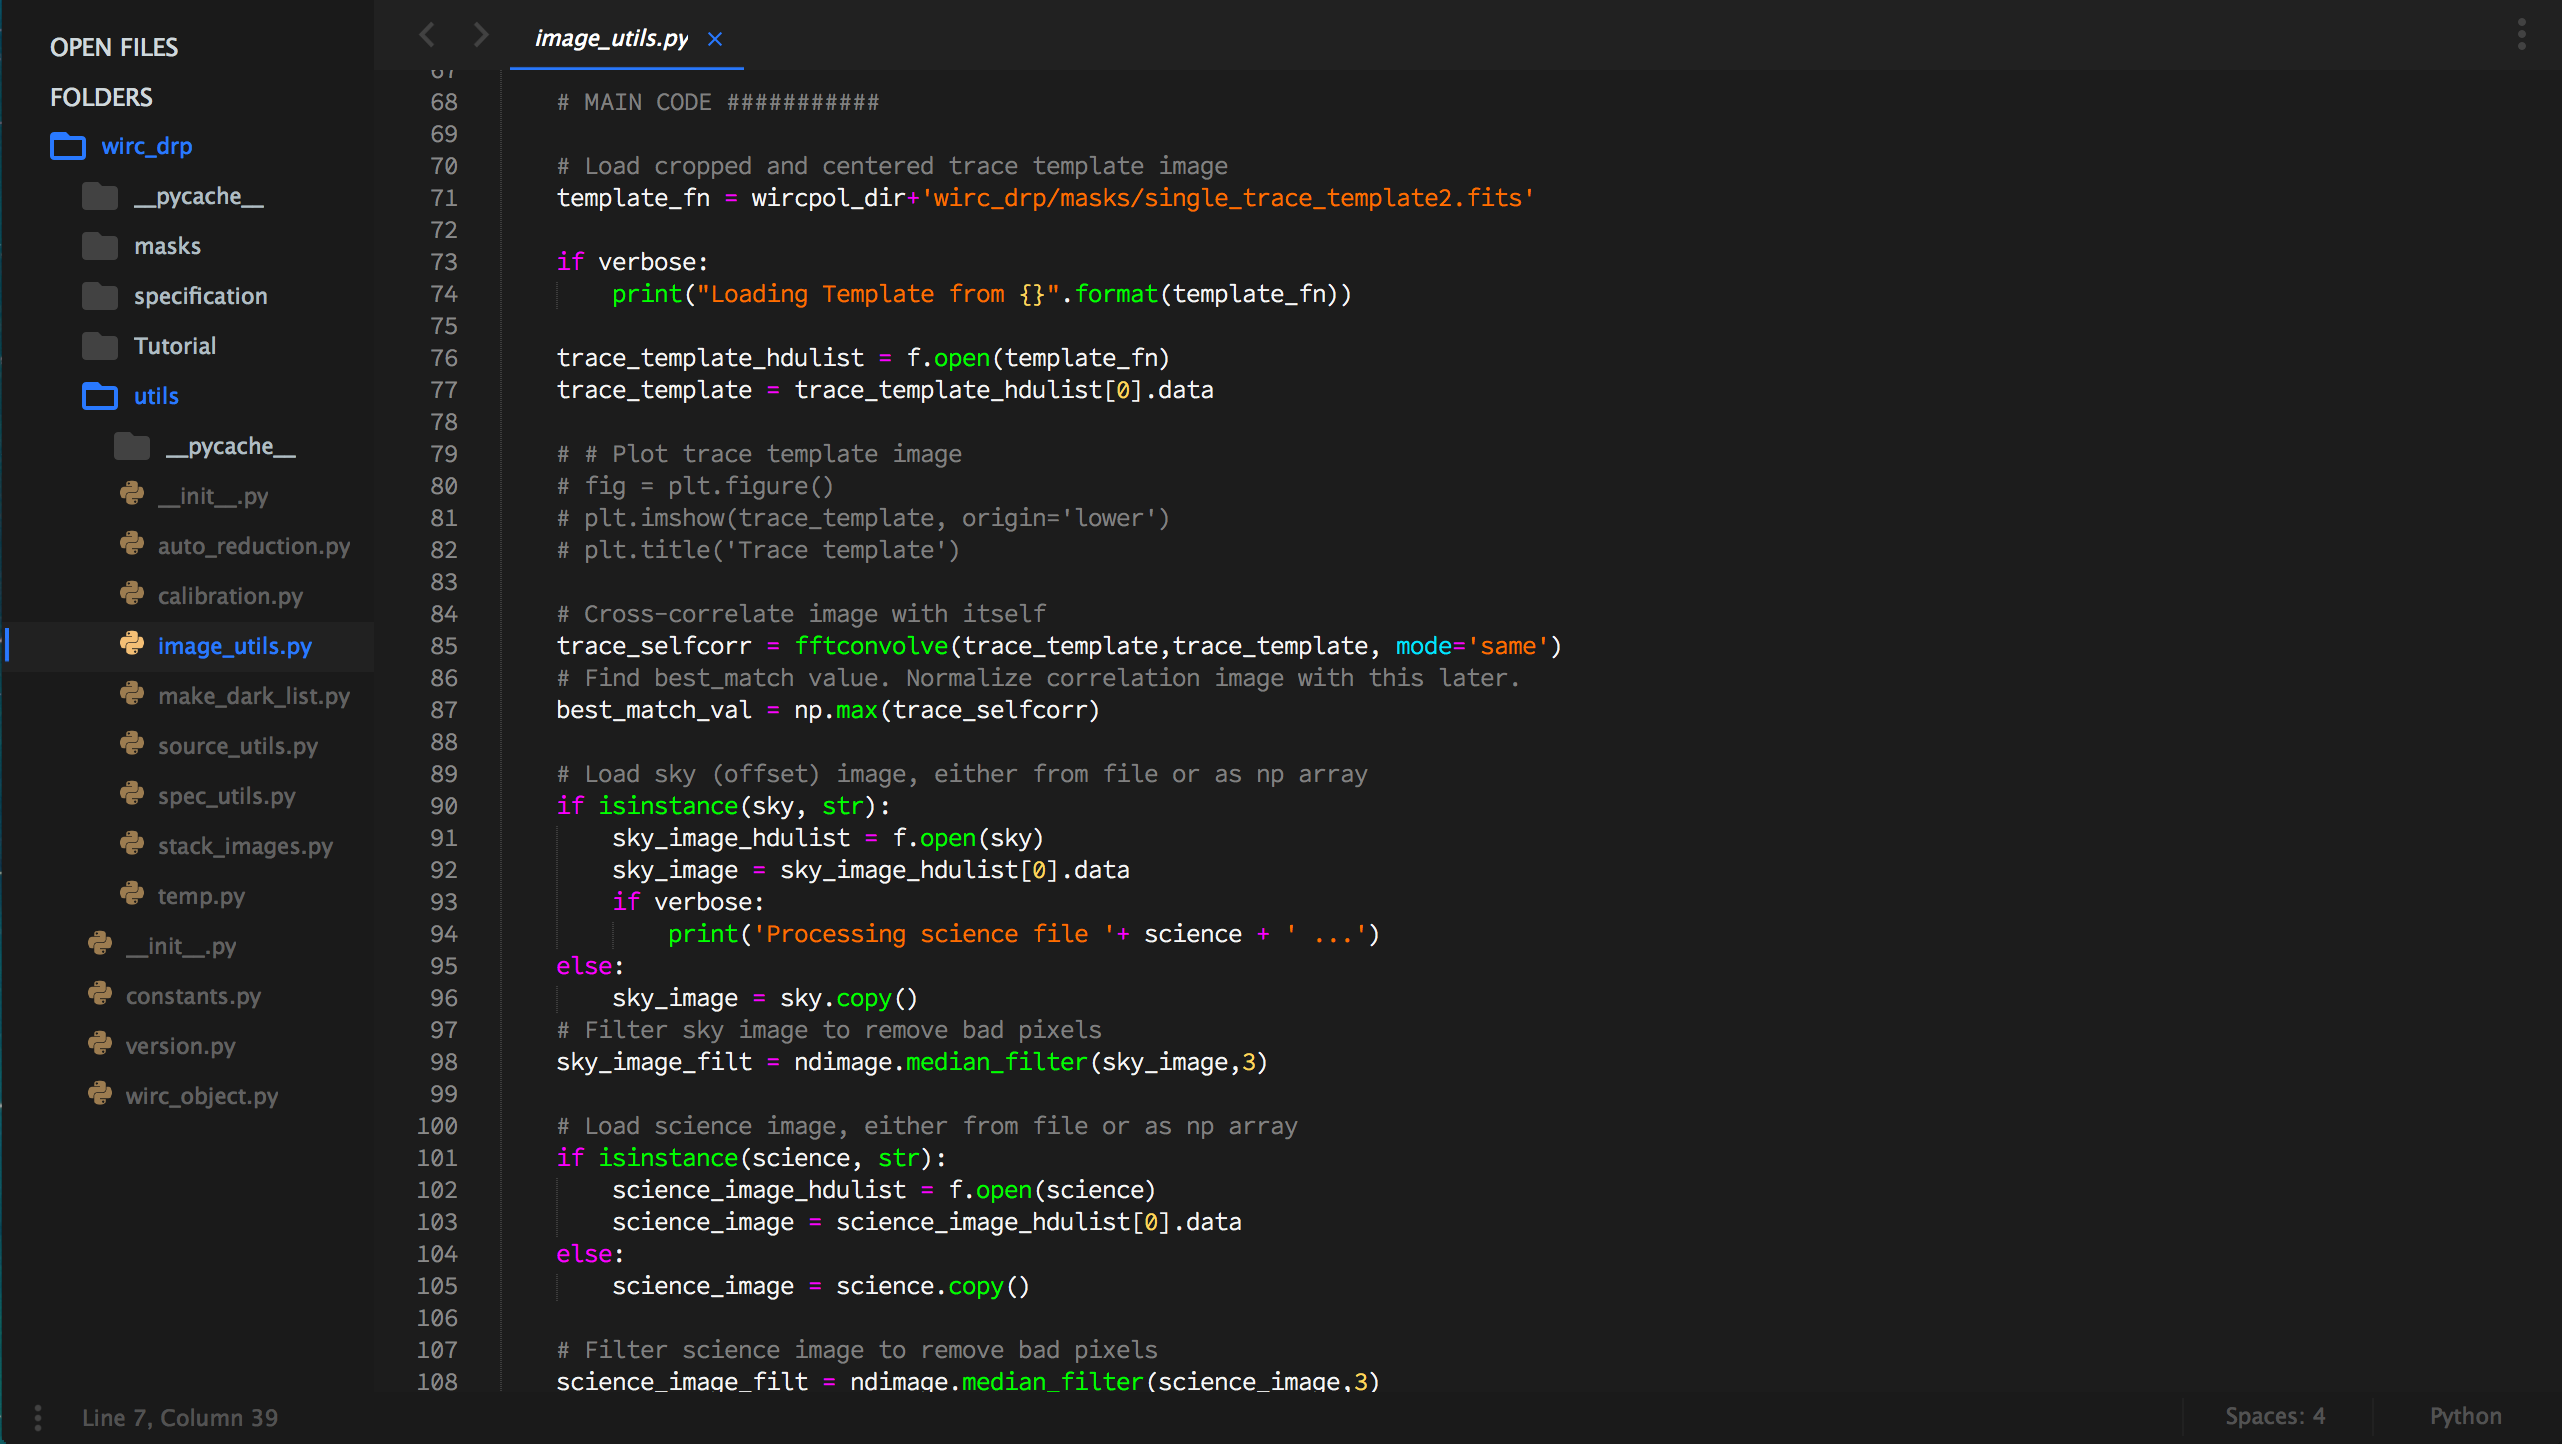 OPEN FILES
FOLDERS
wirc_drp
__pycache__
masks
specification
Tutorial
utils
__pycache__
__init__.py
auto_reduction.py
calibration.py
image_utils.py
make_dark_list.py
source_utils.py
spec_utils.py
stack_images.py
temp.py
__init__.py
constants.py
version.py
wirc_object.py
image_utils.py ×
67
68 # MAIN CODE ###########
69
70 # Load cropped and centered trace template image
71 template_fn = wircpol_dir+'wirc_drp/masks/single_trace_template2.fits'
72
73 if verbose:
74 print("Loading Template from {}".format(template_fn))
75
76 trace_template_hdulist = f.open(template_fn)
77 trace_template = trace_template_hdulist[0].data
78
79 # # Plot trace template image
80 # fig = plt.figure()
81 # plt.imshow(trace_template, origin='lower')
82 # plt.title('Trace template')
83
84 # Cross-correlate image with itself
85 trace_selfcorr = fftconvolve(trace_template,trace_template, mode='same')
86 # Find best_match value. Normalize correlation image with this later.
87 best_match_val = np.max(trace_selfcorr)
88
89 # Load sky (offset) image, either from file or as np array
90 if isinstance(sky, str):
91 sky_image_hdulist = f.open(sky)
92 sky_image = sky_image_hdulist[0].data
93 if verbose:
94 print('Processing science file '+ science + ' ...')
95 else:
96 sky_image = sky.copy()
97 # Filter sky image to remove bad pixels
98 sky_image_filt = ndimage.median_filter(sky_image,3)
99
100 # Load science image, either from file or as np array
101 if isinstance(science, str):
102 science_image_hdulist = f.open(science)
103 science_image = science_image_hdulist[0].data
104 else:
105 science_image = science.copy()
106
107 # Filter science image to remove bad pixels
108 science_image_filt = ndimage.median_filter(science_image,3)
Line 7, Column 39
Spaces: 4
Python